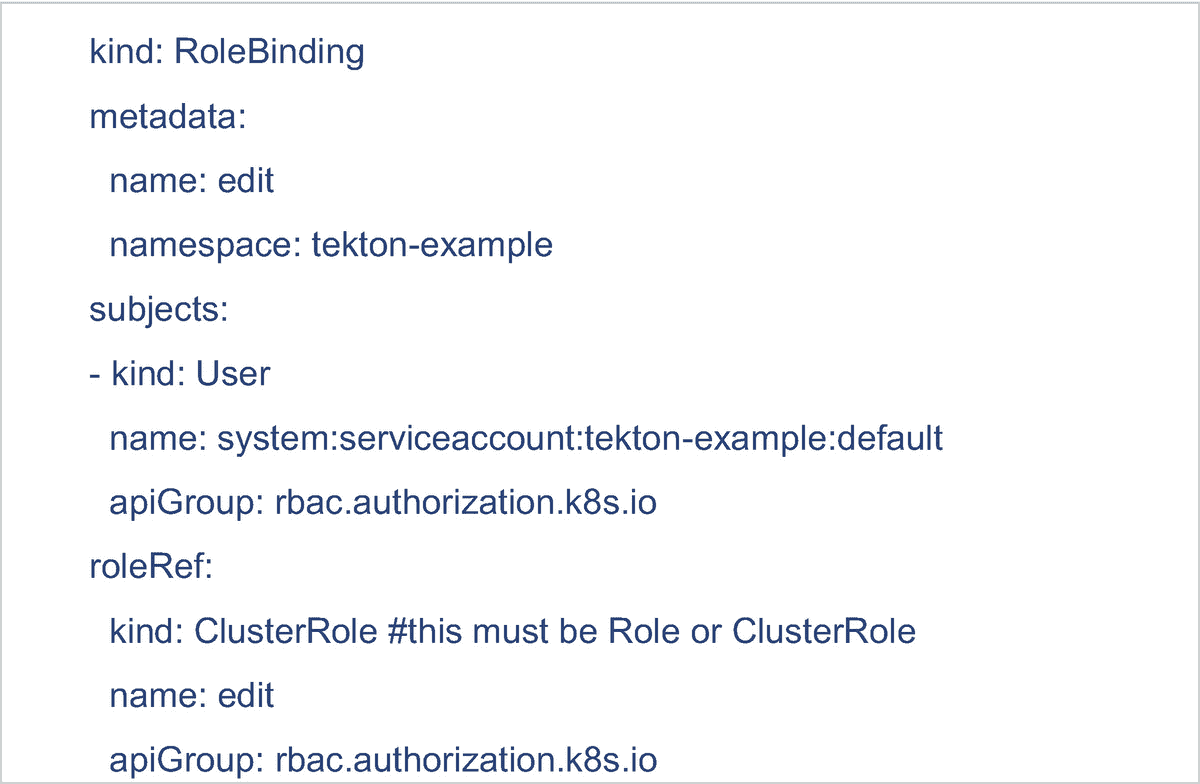 kind: RoleBinding
metadata:
  name: edit
  namespace: tekton-example
subjects:
- kind: User
  name: system:serviceaccount:tekton-example:default
  apiGroup: rbac.authorization.k8s.io
roleRef:
  kind: ClusterRole #this must be Role or ClusterRole
  name: edit
  apiGroup: rbac.authorization.k8s.io